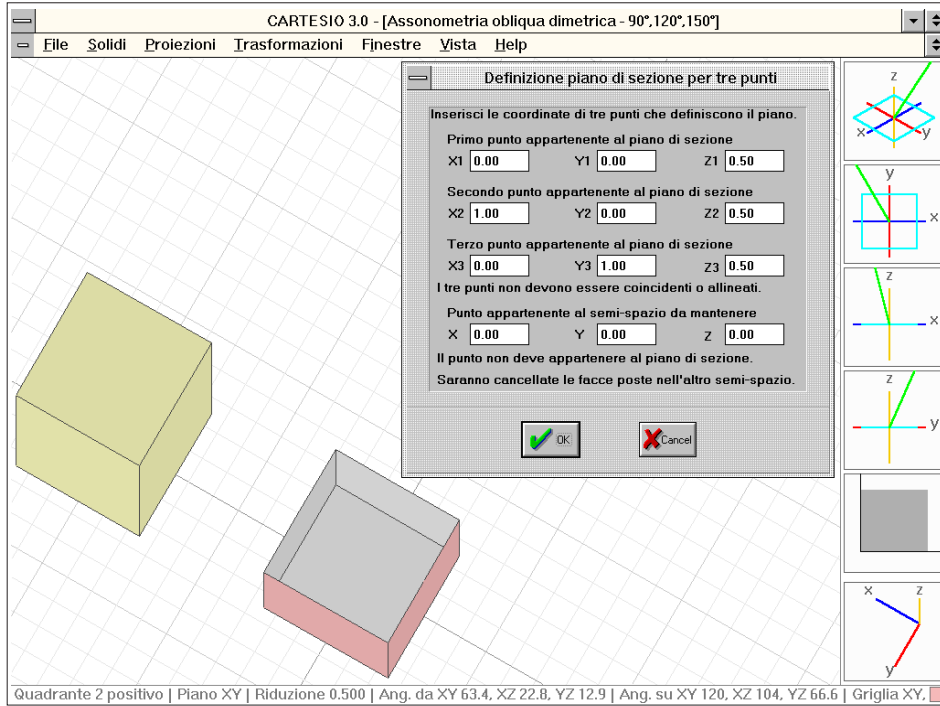 CARTESIO 3.0 - [Assonometria obliqua dimetrica - 90°,120°,150°]
File Solidi Proiezioni Trasformazioni Finestre Vista Help
Definizione piano di sezione per tre punti
Inserisci le coordinate di tre punti che definiscono il piano.
Primo punto appartenente al piano di sezione
X1 0.00 Y1 0.00 Z1 0.50
Secondo punto appartenente al piano di sezione
X2 1.00 Y2 0.00 Z2 0.50
Terzo punto appartenente al piano di sezione
X3 0.00 Y3 1.00 Z3 0.50
I tre punti non devono essere coincidenti o allineati.
Punto appartenente al semi-spazio da mantenere
X 0.00 Y 0.00 Z 0.00
Il punto non deve appartenere al piano di sezione.
Saranno cancellate le facce poste nell'altro semi-spazio.
OK Cancel
z
x y
y
x
z
x
z
y
x z
y
Quadrante 2 positivo | Piano XY | Riduzione 0.500 | Ang. da XY 63.4, XZ 22.8, YZ 12.9 | Ang. su XY 120, XZ 104, YZ 66.6 | Griglia XY,